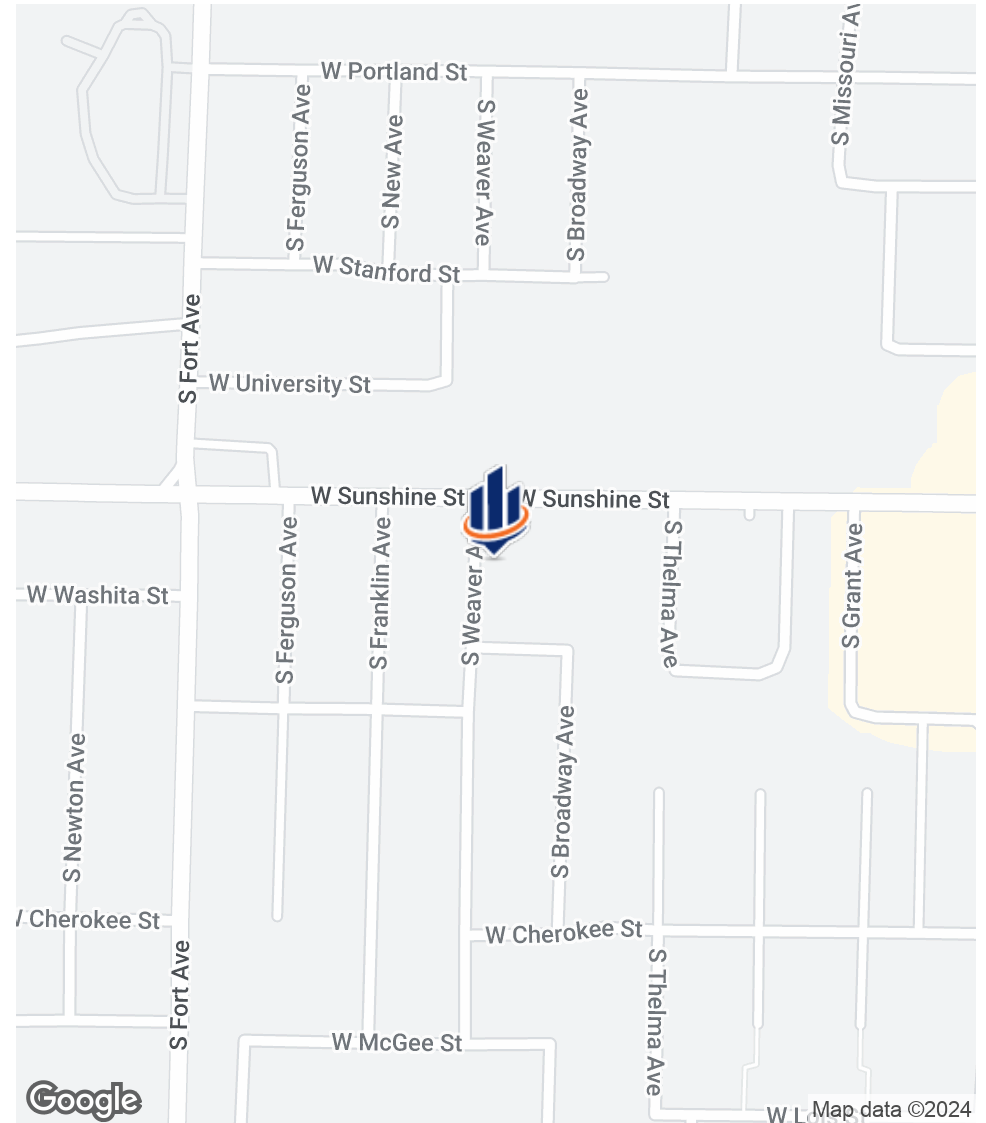 W Portland St
S Missouri Av
S Ferguson Ave
S New Ave
S Weaver Ave
S Broadway Ave
W Stanford St
S Fort Ave
W University St
W Sunshine St
W Sunshine St
S Ferguson Ave
S Franklin Ave
S Weaver A
S Thelma Ave
S Grant Ave
W Washita St
S Newton Ave
S Broadway Ave
W Cherokee St
W Cherokee St
S Fort Ave
S Thelma Ave
W McGee St
Google
W Lois St
Map data ©2024